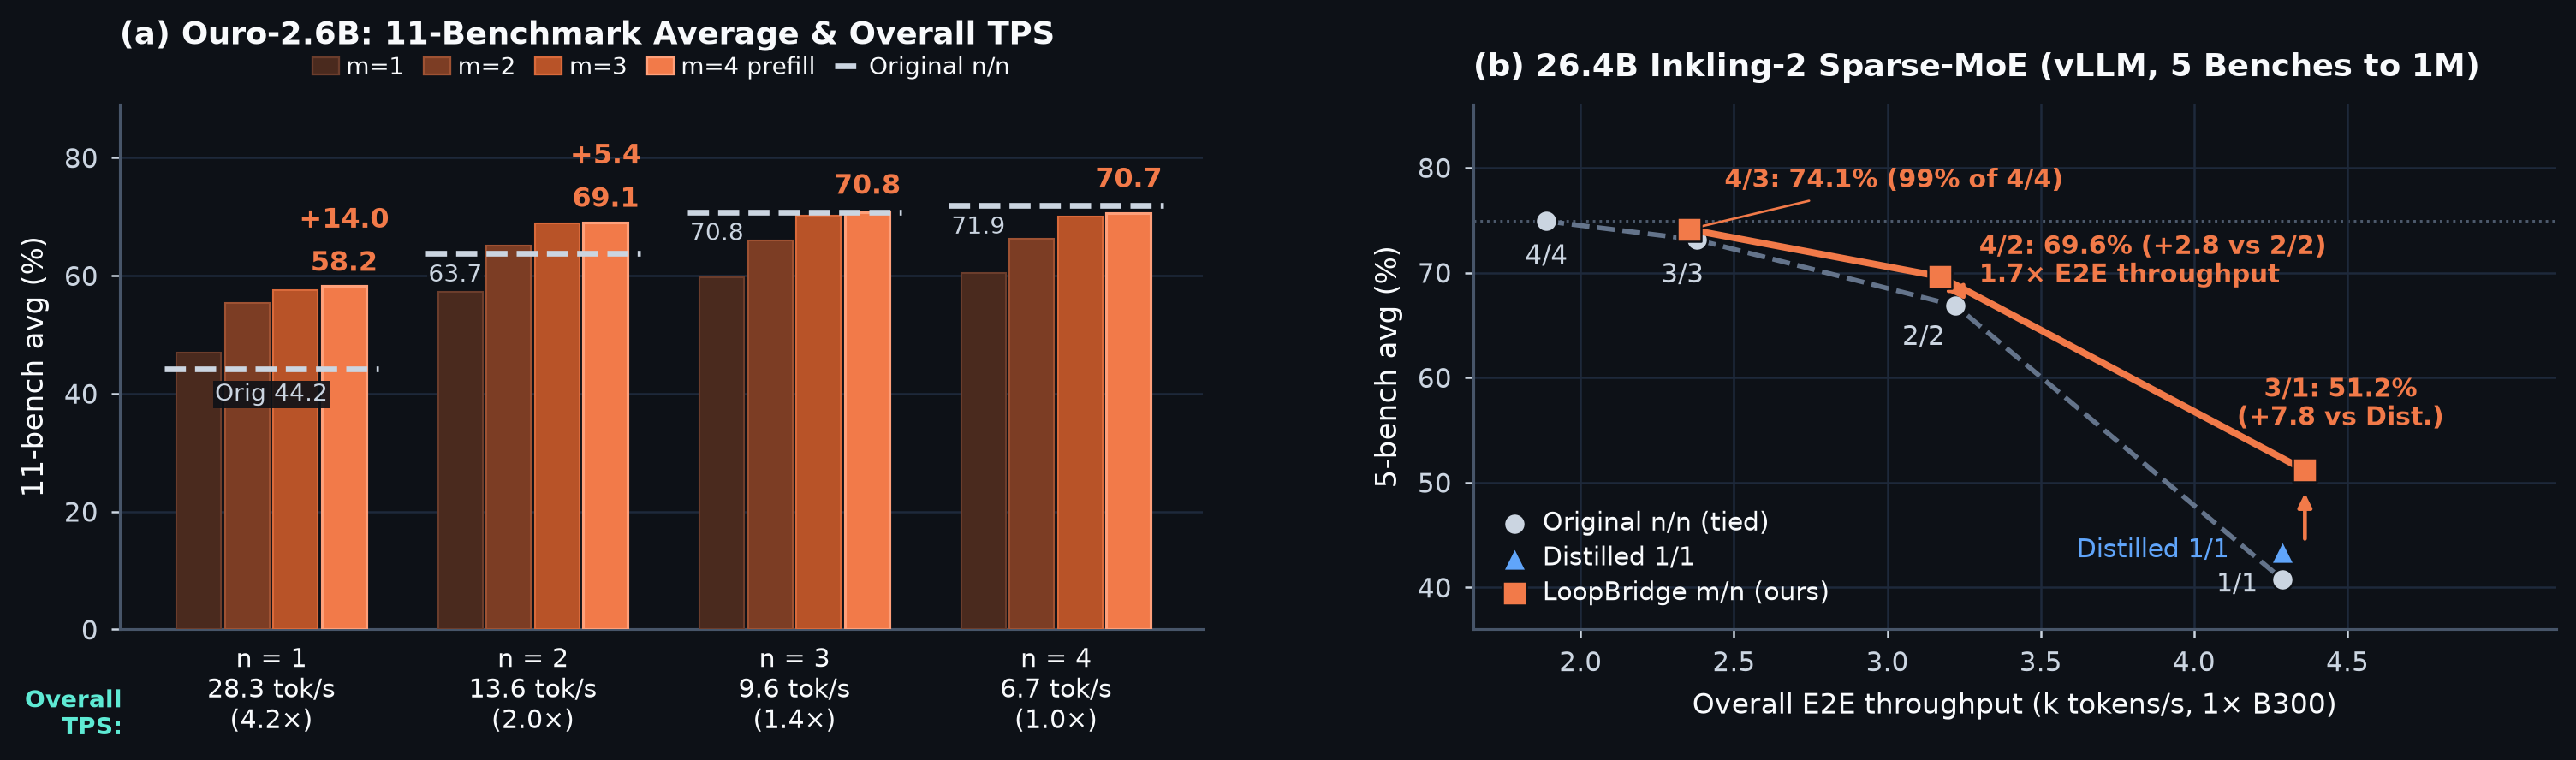 (a) Ouro-2.6B: 11-Benchmark Average & Overall TPS
m=1 m=2 m=3 m=4 prefill Original n/n
11-bench avg (%)
80
60
40
20
0
+14.0
58.2
Orig 44.2
+5.4
69.1
63.7
70.8
70.8
70.7
71.9
n = 1
28.3 tok/s
(4.2×)
n = 2
13.6 tok/s
(2.0×)
n = 3
9.6 tok/s
(1.4×)
n = 4
6.7 tok/s
(1.0×)
Overall
TPS:
(b) 26.4B Inkling-2 Sparse-MoE (vLLM, 5 Benches to 1M)
5-bench avg (%)
80
70
60
50
40
4/3: 74.1% (99% of 4/4)
4/4
3/3
4/2: 69.6% (+2.8 vs 2/2)
1.7× E2E throughput
2/2
3/1: 51.2%
(+7.8 vs Dist.)
Distilled 1/1
1/1
Original n/n (tied)
Distilled 1/1
LoopBridge m/n (ours)
2.0 2.5 3.0 3.5 4.0 4.5
Overall E2E throughput (k tokens/s, 1× B300)